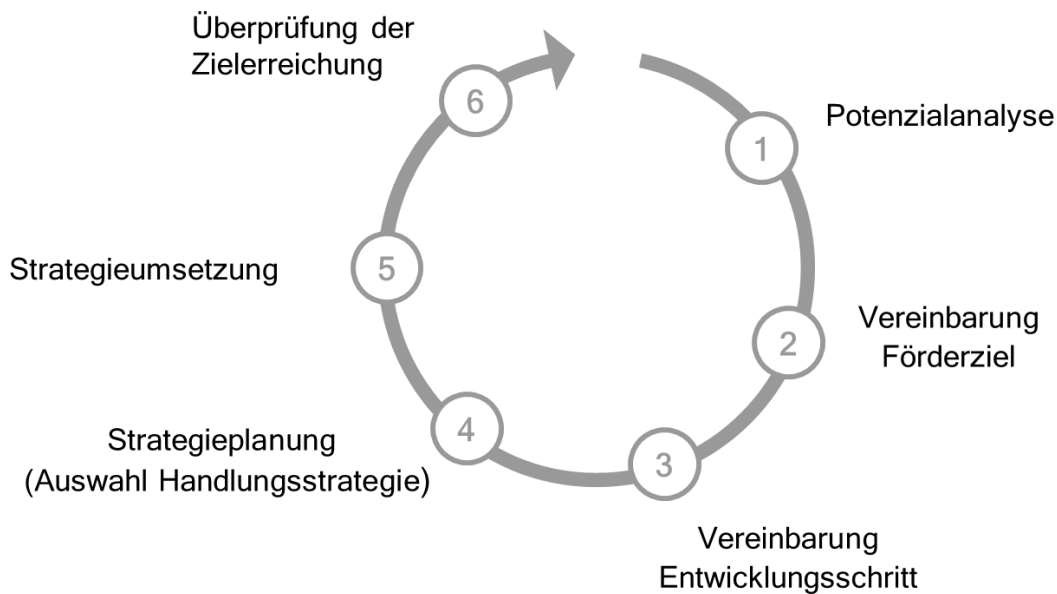 1
Potenzialanalyse
2
Vereinbarung
Förderziel
3
Vereinbarung
Entwicklungsschritt
4
Strategieplanung
(Auswahl Handlungsstrategie)
5
Strategieumsetzung
6
Überprüfung der
Zielerreichung